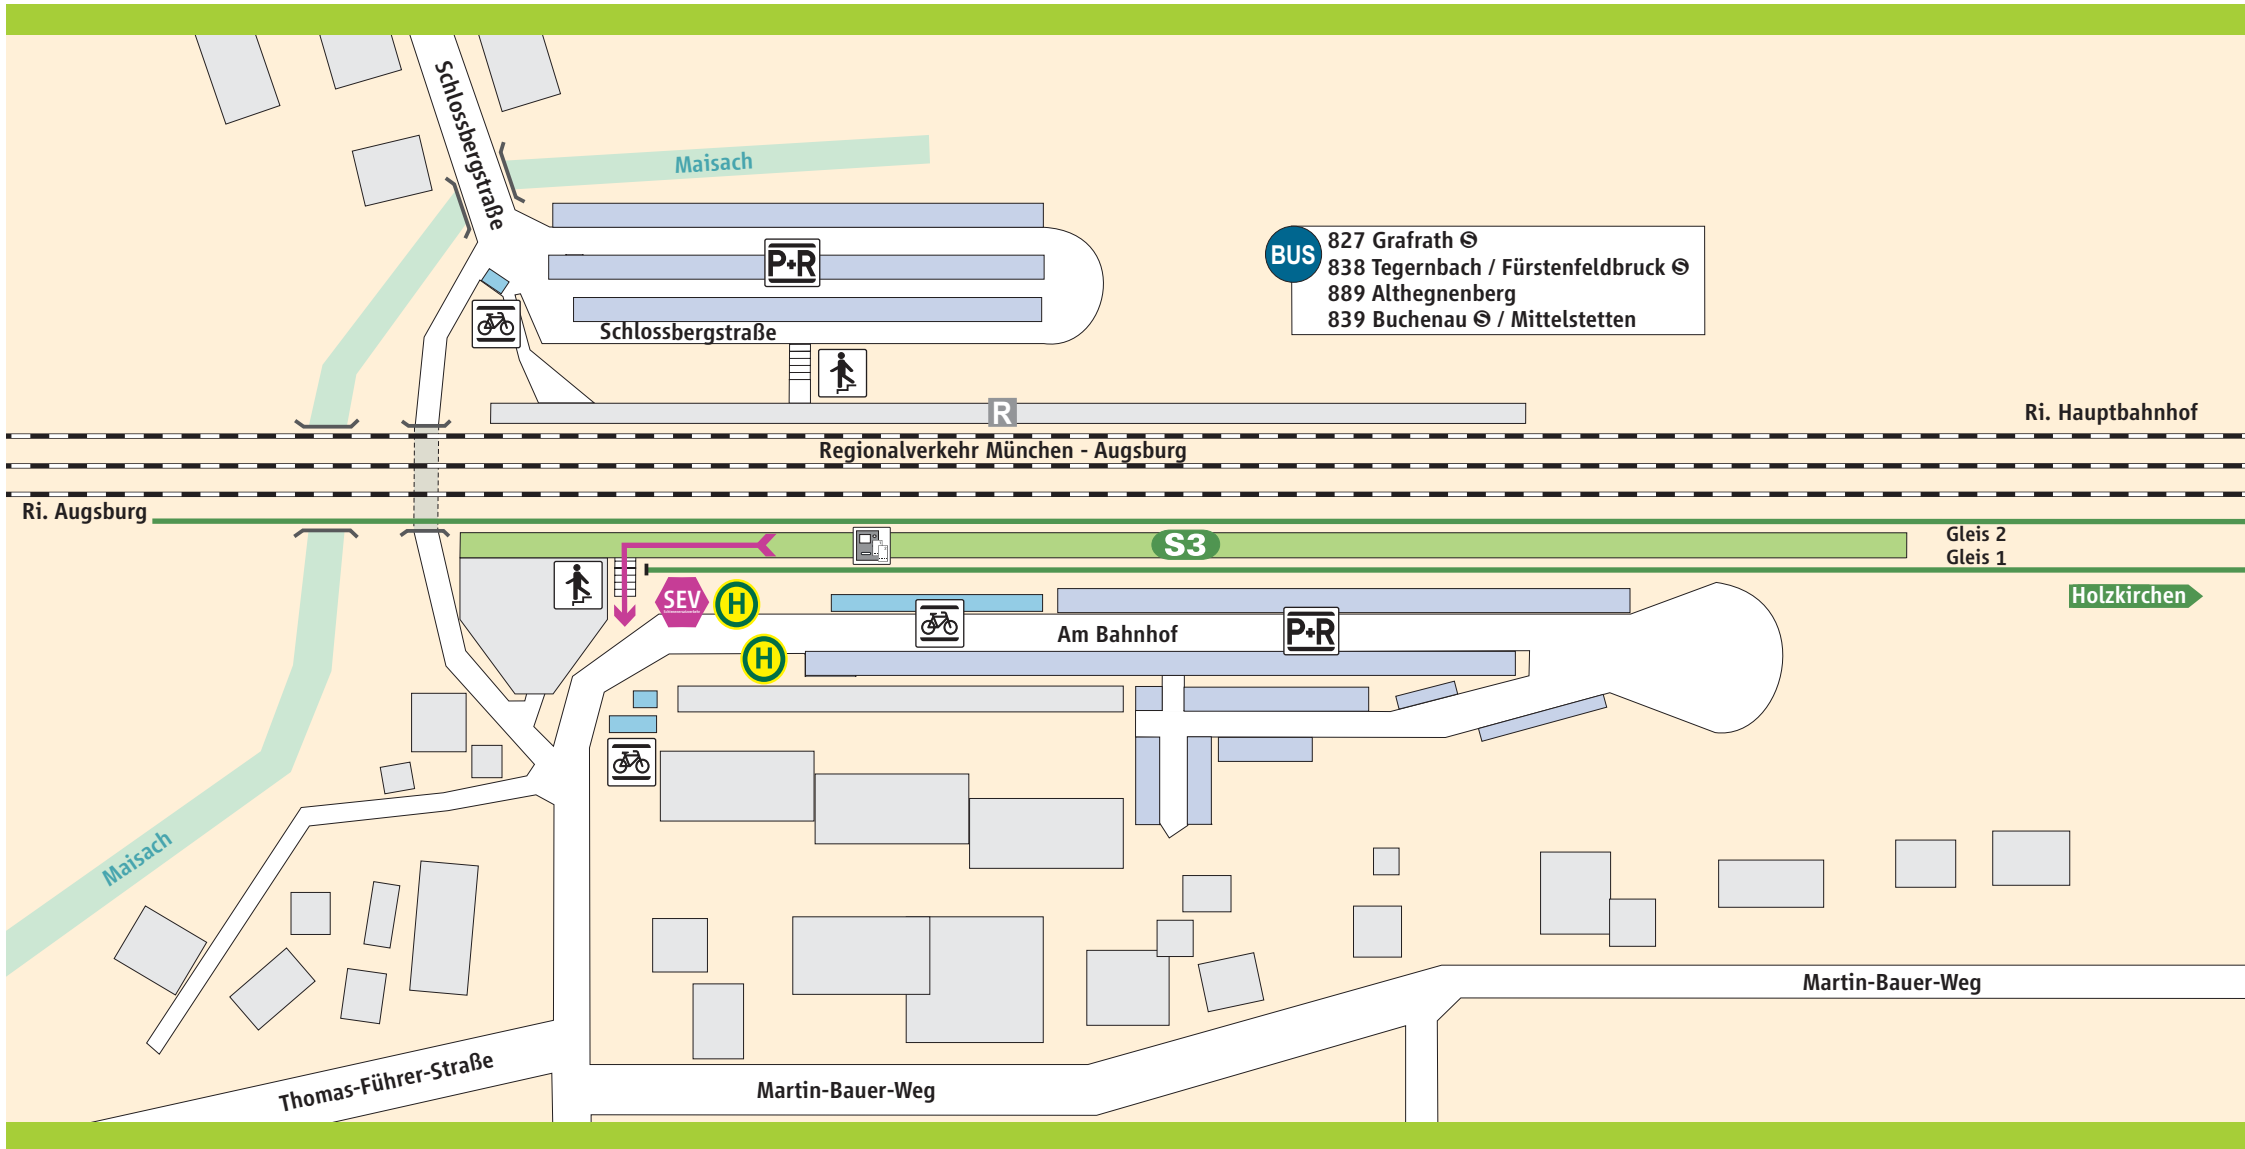 Schlossbergstraße
Maisach
P+R
BUS
827 Grafrath S
838 Tegernbach / Fürstenfeldbruck S
889 Althegnenberg
839 Buchenau S / Mittelstetten
Schlossbergstraße
R
Ri. Hauptbahnhof
Regionalverkehr München - Augsburg
Ri. Augsburg
S3
Gleis 2
Gleis 1
SEV
H
Holzkirchen
Am Bahnhof
P+R
H
Maisach
Martin-Bauer-Weg
Thomas-Führer-Straße
Martin-Bauer-Weg